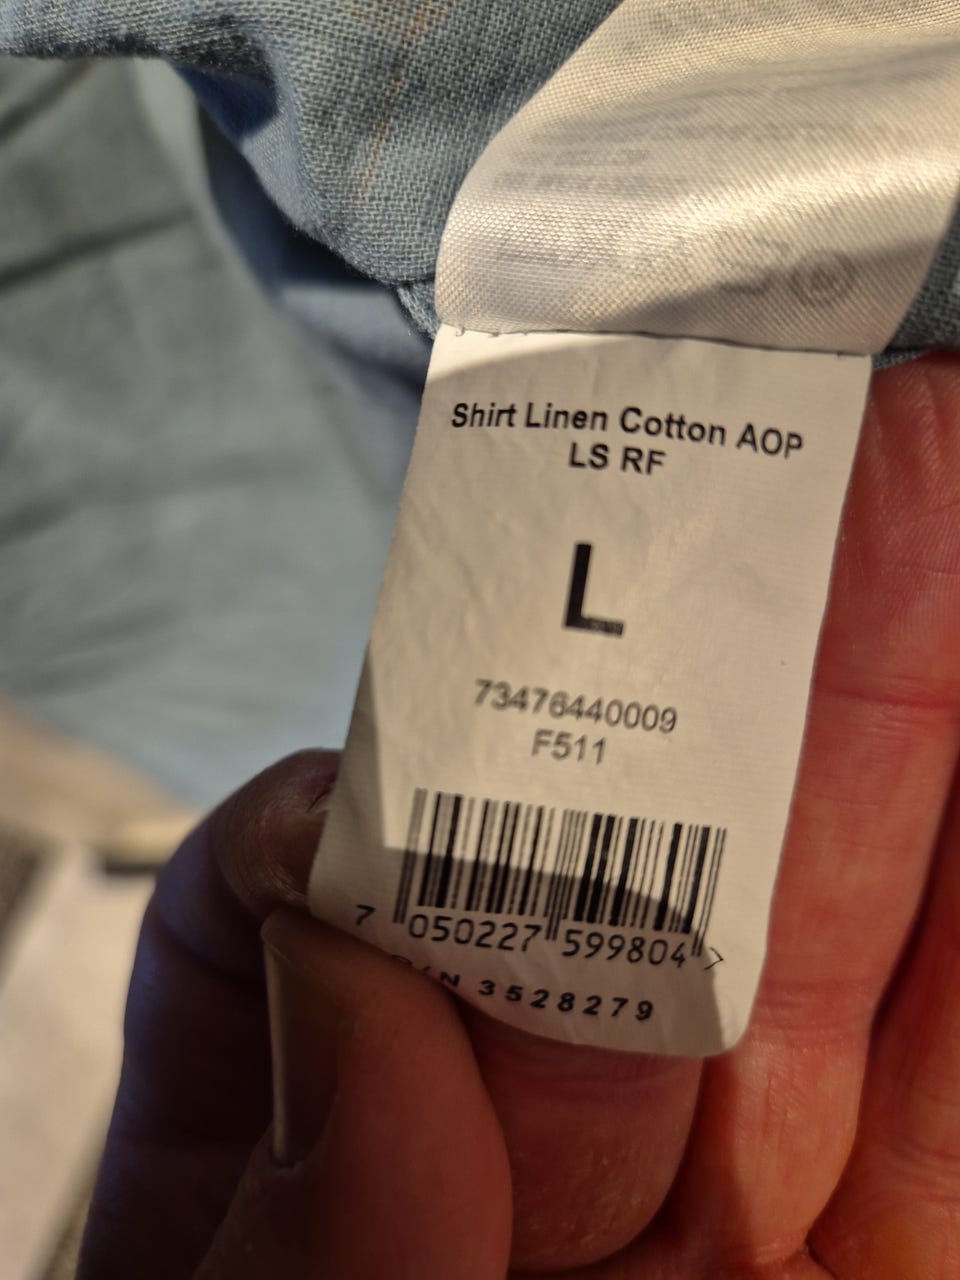 Shirt Linen Cotton AOP
LS RF
L
73476440009
F511
7 050227 599804 >
3528279